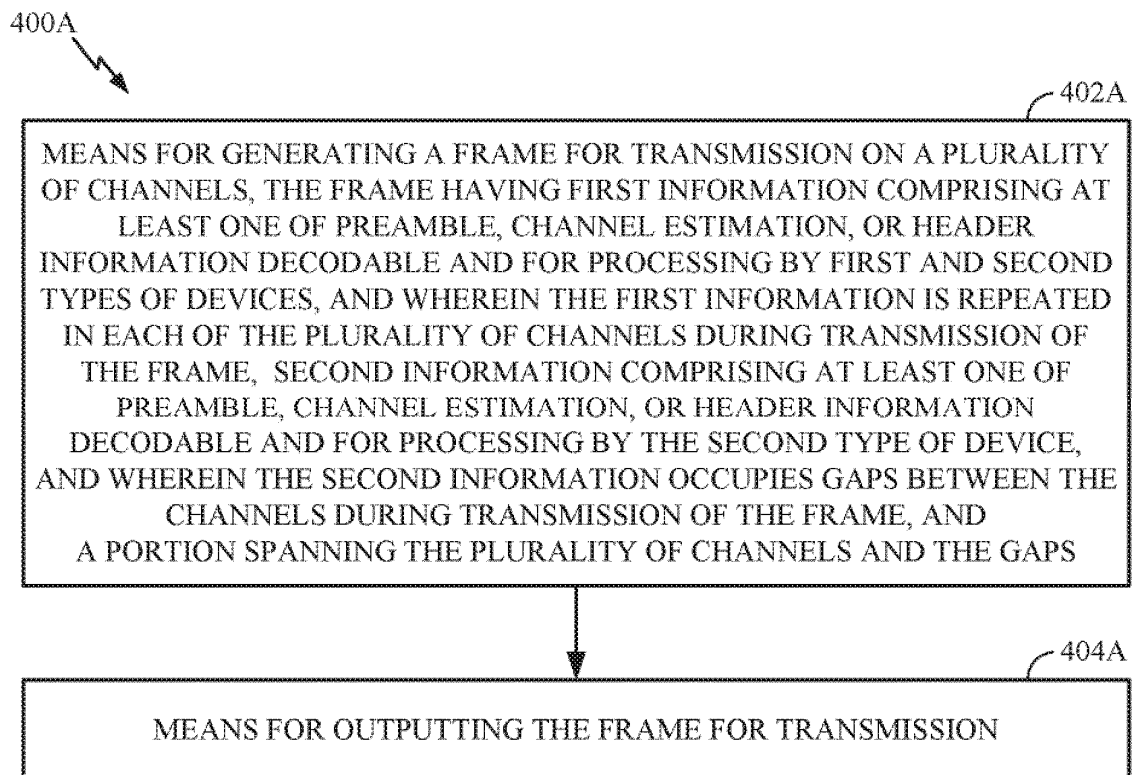 400A
402A
MEANS FOR GENERATING A FRAME FOR TRANSMISSION ON A PLURALITY
OF CHANNELS, THE FRAME HAVING FIRST INFORMATION COMPRISING AT
LEAST ONE OF PREAMBLE, CHANNEL ESTIMATION, OR HEADER
INFORMATION DECODABLE AND FOR PROCESSING BY FIRST AND SECOND
TYPES OF DEVICES, AND WHEREIN THE FIRST INFORMATION IS REPEATED
IN EACH OF THE PLURALITY OF CHANNELS DURING TRANSMISSION OF
THE FRAME, SECOND INFORMATION COMPRISING AT LEAST ONE OF
PREAMBLE, CHANNEL ESTIMATION, OR HEADER INFORMATION
DECODABLE AND FOR PROCESSING BY THE SECOND TYPE OF DEVICE,
AND WHEREIN THE SECOND INFORMATION OCCUPIES GAPS BETWEEN THE
CHANNELS DURING TRANSMISSION OF THE FRAME, AND
A PORTION SPANNING THE PLURALITY OF CHANNELS AND THE GAPS
404A
MEANS FOR OUTPUTTING THE FRAME FOR TRANSMISSION